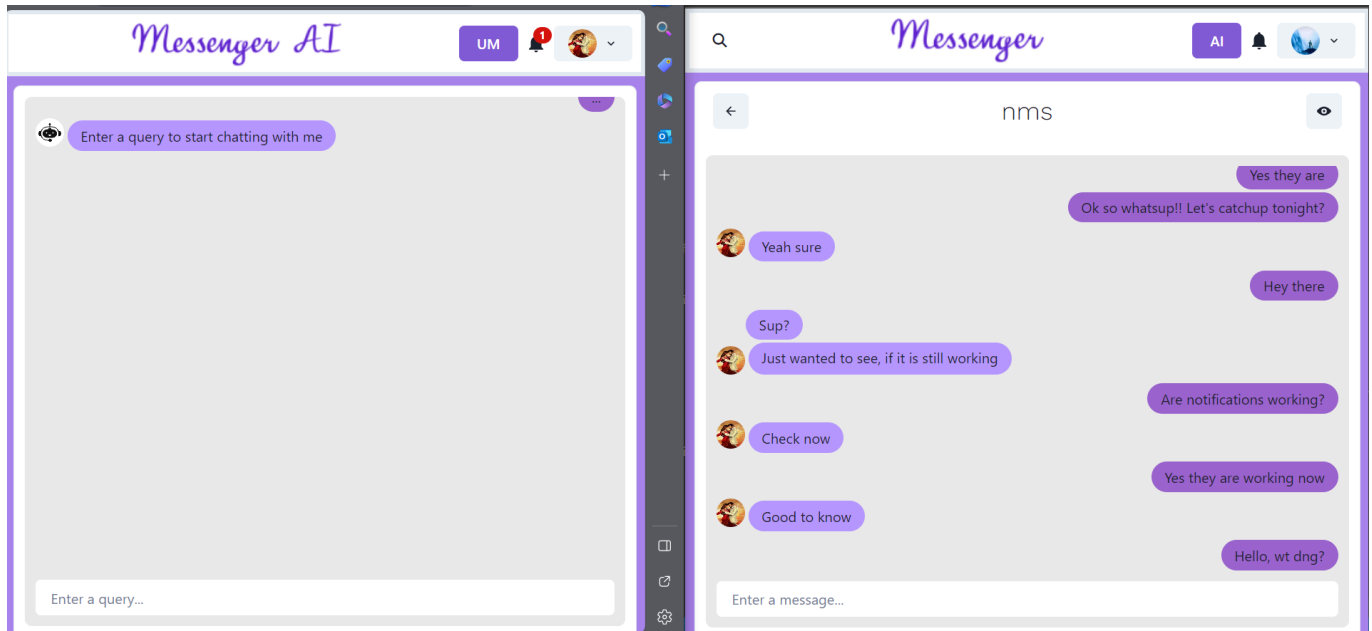 Messenger AI
UM
1
...
Enter a query to start chatting with me
Enter a query...
Messenger
AI
nms
Yes they are
Ok so whatsup!! Let's catchup tonight?
Yeah sure
Hey there
Sup?
Just wanted to see, if it is still working
Are notifications working?
Check now
Yes they are working now
Good to know
Hello, wt dng?
Enter a message...